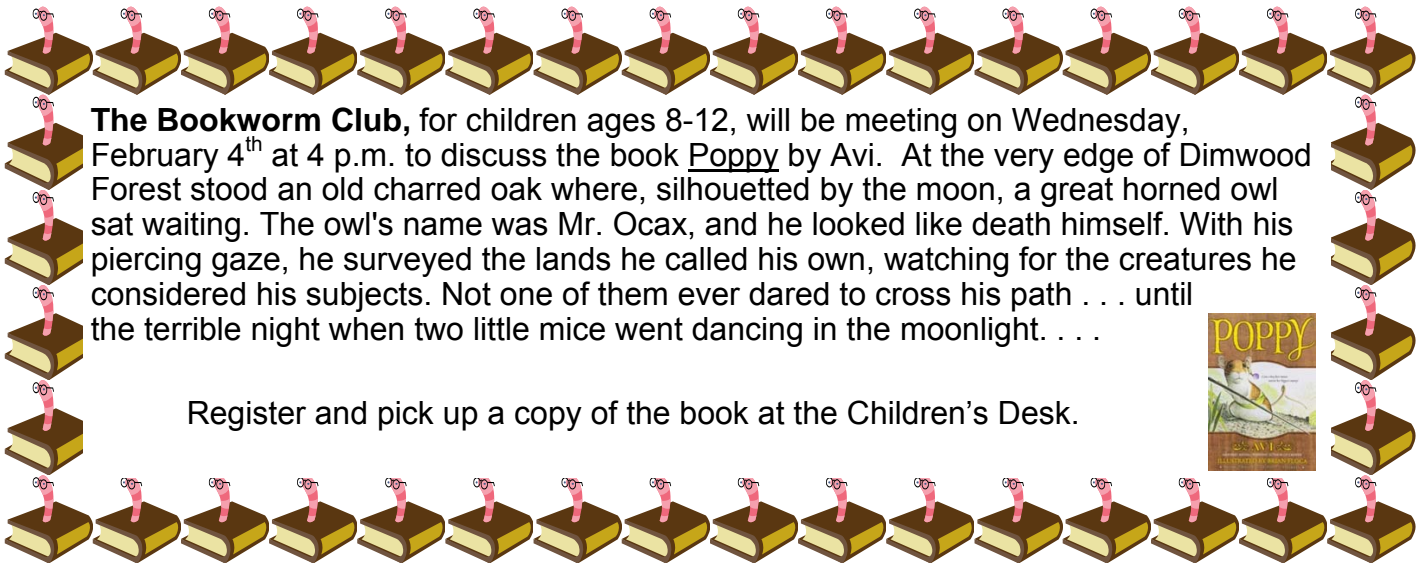 The Bookworm Club, for children ages 8-12, will be meeting on Wednesday,
February 4th at 4 p.m. to discuss the book Poppy by Avi.  At the very edge of Dimwood
Forest stood an old charred oak where, silhouetted by the moon, a great horned owl
sat waiting. The owl's name was Mr. Ocax, and he looked like death himself. With his
piercing gaze, he surveyed the lands he called his own, watching for the creatures he
considered his subjects. Not one of them ever dared to cross his path . . . until
the terrible night when two little mice went dancing in the moonlight. . . .
POPPY
AVI
ILLUSTRATED BY BRIAN FLOCA
Register and pick up a copy of the book at the Children’s Desk.